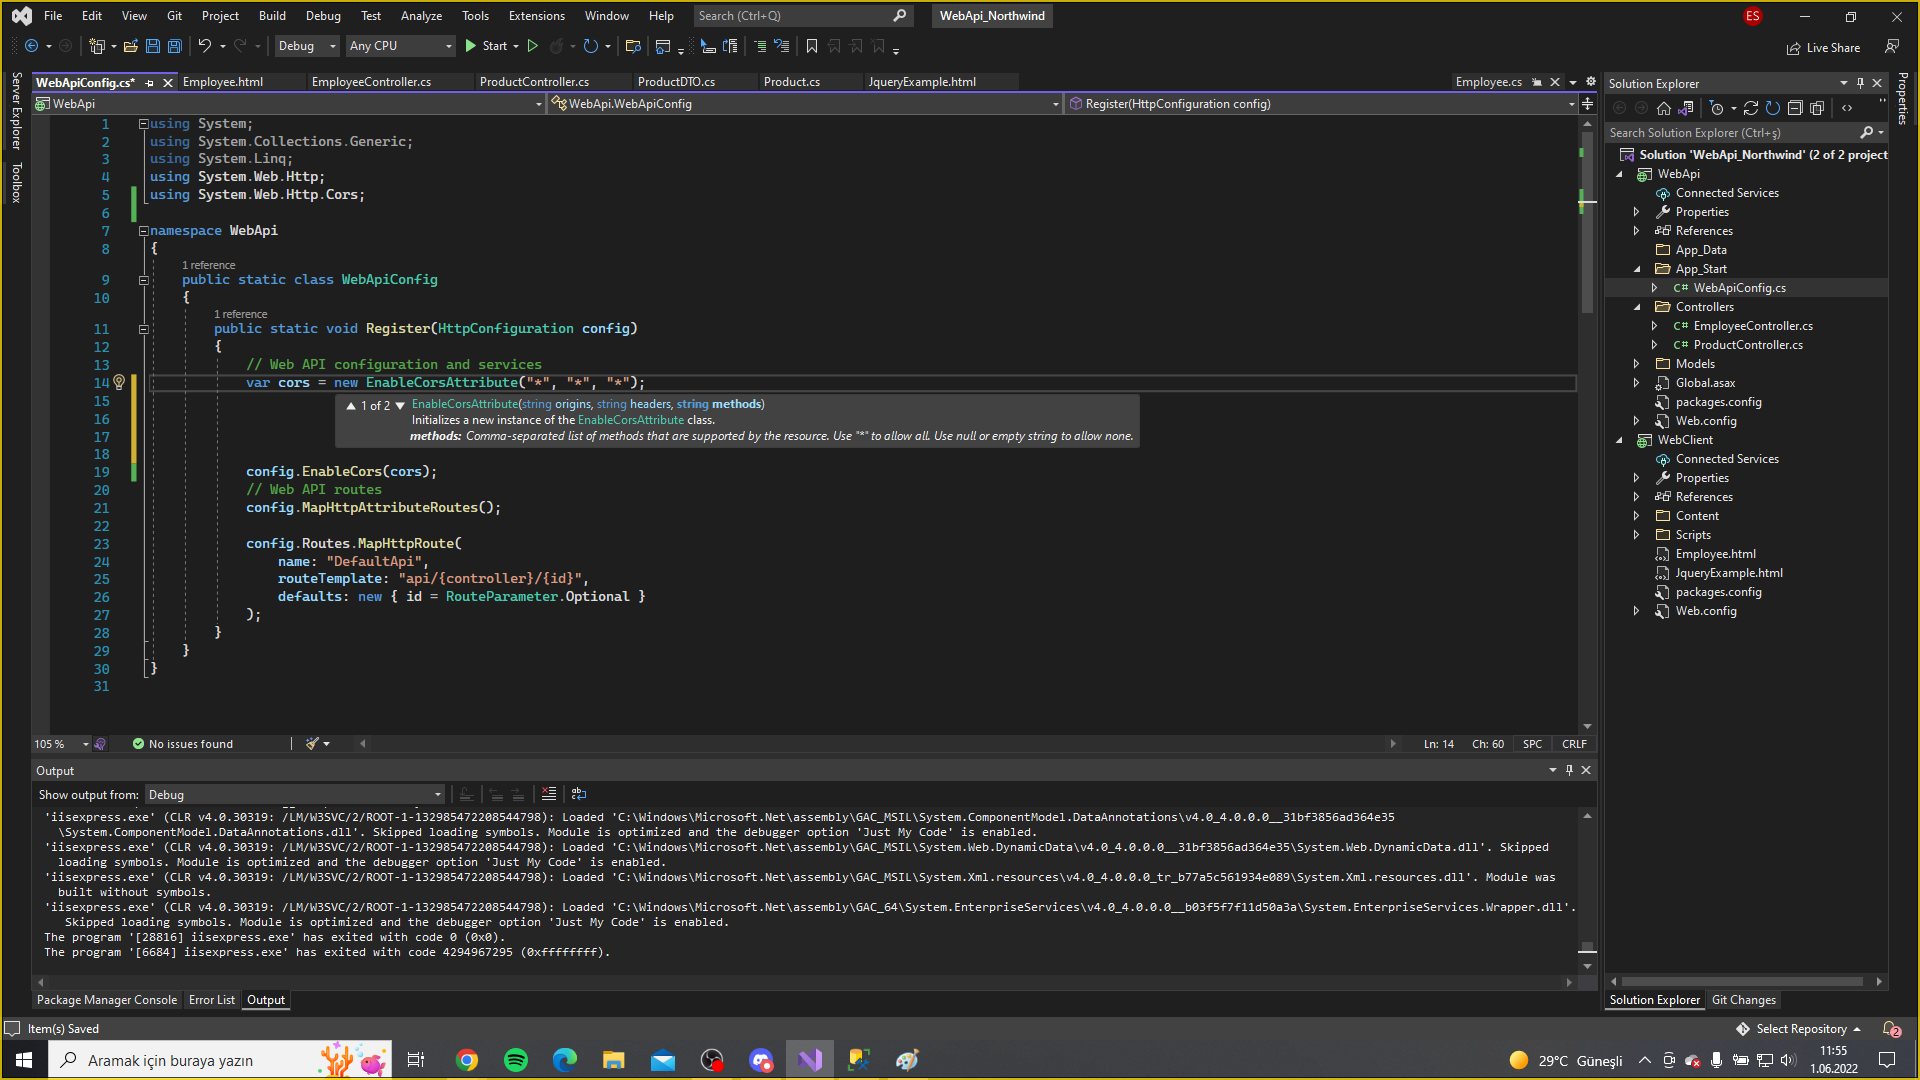 File Edit View Git Project Build Debug Test Analyze Tools Extensions Window Help Search (Ctrl+Q) WebApi_Northwind ES
Debug Any CPU Start Live Share
WebApiConfig.cs* Employee.html EmployeeController.cs ProductController.cs ProductDTO.cs Product.cs JqueryExample.html Employee.cs
WebApi WebApi.WebApiConfig Register(HttpConfiguration config)
Server Explorer
Toolbox
1 using System;
2 using System.Collections.Generic;
3 using System.Linq;
4 using System.Web.Http;
5 using System.Web.Http.Cors;
6
7 namespace WebApi
8 {
1 reference
9 public static class WebApiConfig
10 {
1 reference
11 public static void Register(HttpConfiguration config)
12 {
13 // Web API configuration and services
14 var cors = new EnableCorsAttribute("*", "*", "*");
15 1 of 2 EnableCorsAttribute(string origins, string headers, string methods)
16 Initializes a new instance of the EnableCorsAttribute class.
17 methods: Comma-separated list of methods that are supported by the resource. Use "*" to allow all. Use null or empty string to allow none.
18
19 config.EnableCors(cors);
20 // Web API routes
21 config.MapHttpAttributeRoutes();
22
23 config.Routes.MapHttpRoute(
24 name: "DefaultApi",
25 routeTemplate: "api/{controller}/{id}",
26 defaults: new { id = RouteParameter.Optional }
27 );
28 }
29 }
30 }
31
105 % No issues found Ln: 14 Ch: 60 SPC CRLF
Output
Show output from: Debug
'iisexpress.exe' (CLR v4.0.30319: /LM/W3SVC/2/ROOT-1-132985472208544798): Loaded 'C:\Windows\Microsoft.Net\assembly\GAC_MSIL\System.ComponentModel.DataAnnotations\v4.0_4.0.0.0__31bf3856ad364e35
\System.ComponentModel.DataAnnotations.dll'. Skipped loading symbols. Module is optimized and the debugger option 'Just My Code' is enabled.
'iisexpress.exe' (CLR v4.0.30319: /LM/W3SVC/2/ROOT-1-132985472208544798): Loaded 'C:\Windows\Microsoft.Net\assembly\GAC_MSIL\System.Web.DynamicData\v4.0_4.0.0.0__31bf3856ad364e35\System.Web.DynamicData.dll'. Skipped
loading symbols. Module is optimized and the debugger option 'Just My Code' is enabled.
'iisexpress.exe' (CLR v4.0.30319: /LM/W3SVC/2/ROOT-1-132985472208544798): Loaded 'C:\Windows\Microsoft.Net\assembly\GAC_MSIL\System.Xml.resources\v4.0_4.0.0.0_tr_b77a5c561934e089\System.Xml.resources.dll'. Module was
built without symbols.
'iisexpress.exe' (CLR v4.0.30319: /LM/W3SVC/2/ROOT-1-132985472208544798): Loaded 'C:\Windows\Microsoft.Net\assembly\GAC_64\System.EnterpriseServices\v4.0_4.0.0.0__b03f5f7f11d50a3a\System.EnterpriseServices.Wrapper.dll'.
Skipped loading symbols. Module is optimized and the debugger option 'Just My Code' is enabled.
The program '[28816] iisexpress.exe' has exited with code 0 (0x0).
The program '[6684] iisexpress.exe' has exited with code 4294967295 (0xffffffff).
Package Manager Console Error List Output
Solution Explorer
Search Solution Explorer (Ctrl+ş)
Solution 'WebApi_Northwind' (2 of 2 project
WebApi
Connected Services
Properties
References
App_Data
App_Start
C# WebApiConfig.cs
Controllers
C# EmployeeController.cs
C# ProductController.cs
Models
Global.asax
packages.config
Web.config
WebClient
Connected Services
Properties
References
Content
Scripts
Employee.html
JqueryExample.html
packages.config
Web.config
Solution Explorer Git Changes
Properties
Item(s) Saved Select Repository 2
Aramak için buraya yazın 29°C Güneşli 11:55
1.06.2022